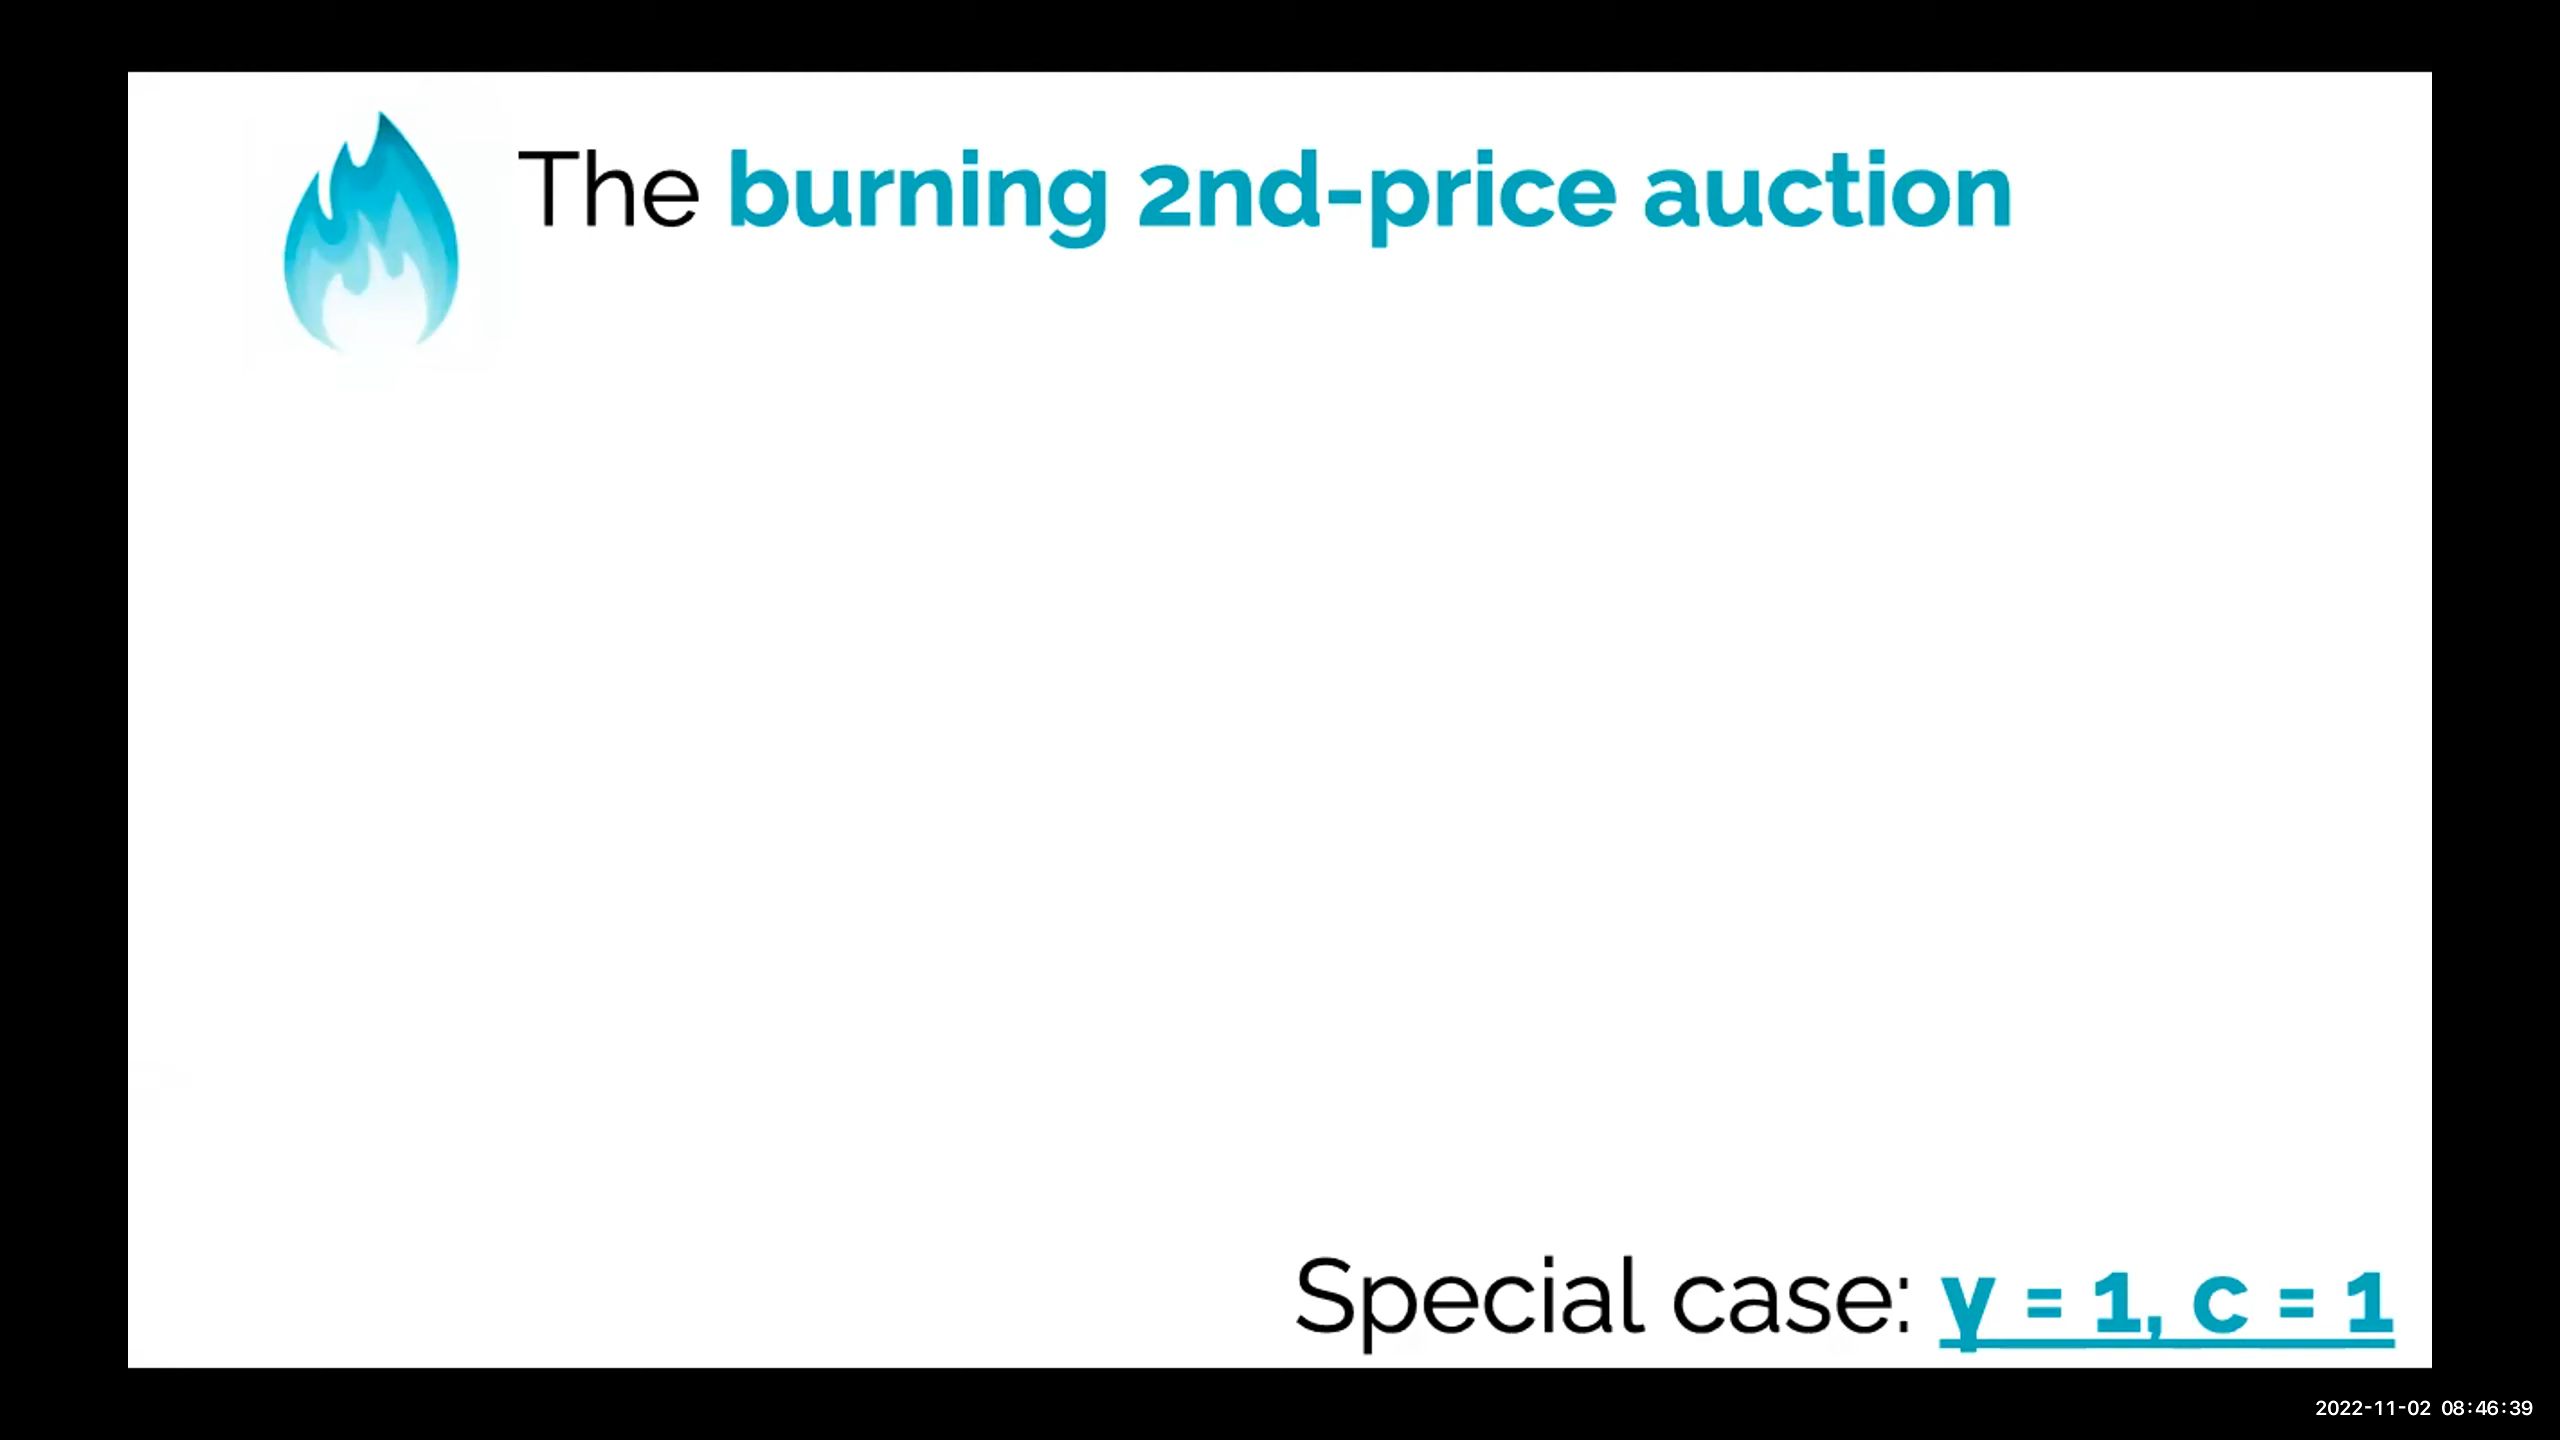 The burning 2nd-price auction
Special case: γ = 1, c = 1
2022-11-02 08:46:39